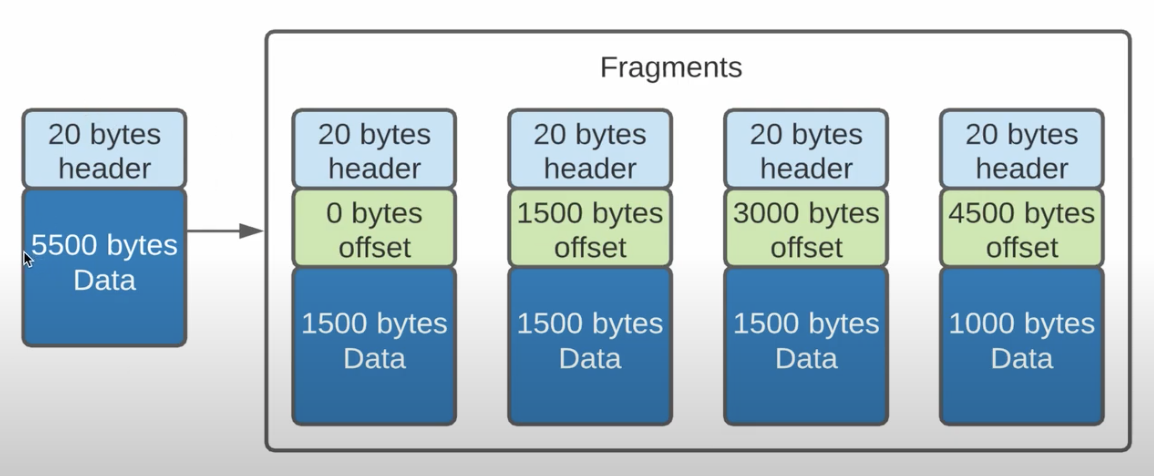 Fragments
20 bytes
header
5500 bytes
Data
20 bytes
header
0 bytes
offset
1500 bytes
Data
20 bytes
header
1500 bytes
offset
1500 bytes
Data
20 bytes
header
3000 bytes
offset
1500 bytes
Data
20 bytes
header
4500 bytes
offset
1000 bytes
Data